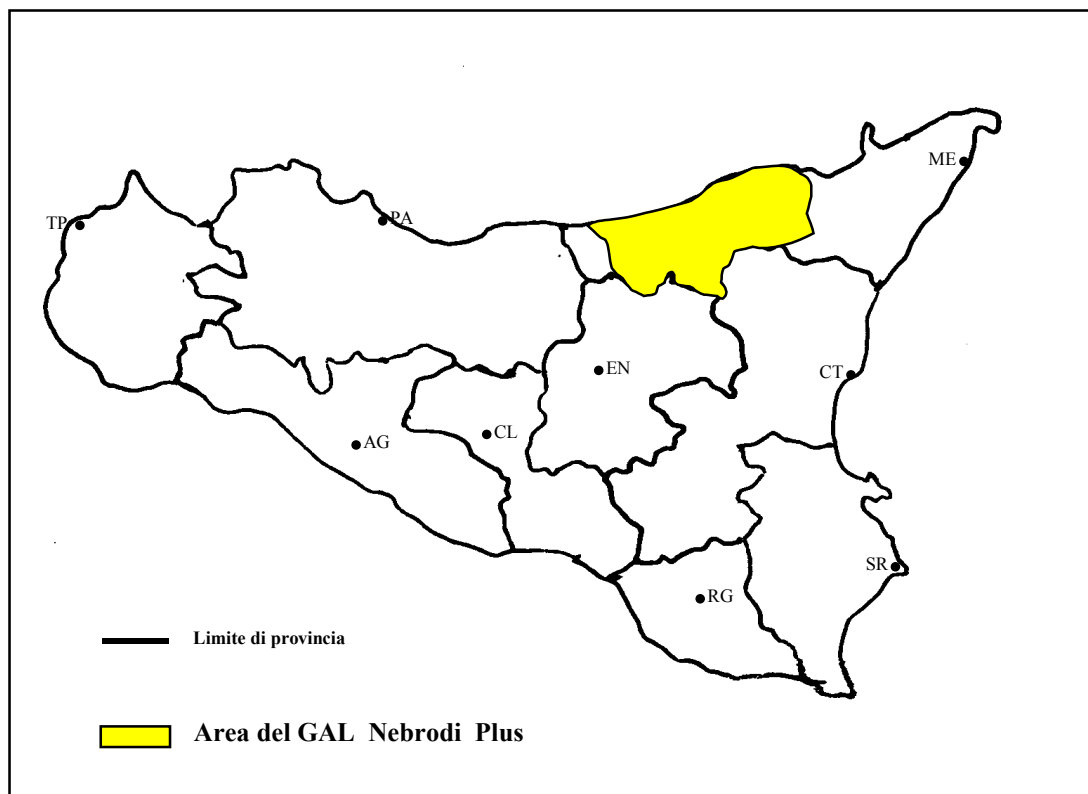 ME
TP
PA
EN
CT
CL
AG
SR
RG
Limite di provincia
Area del GAL Nebrodi Plus